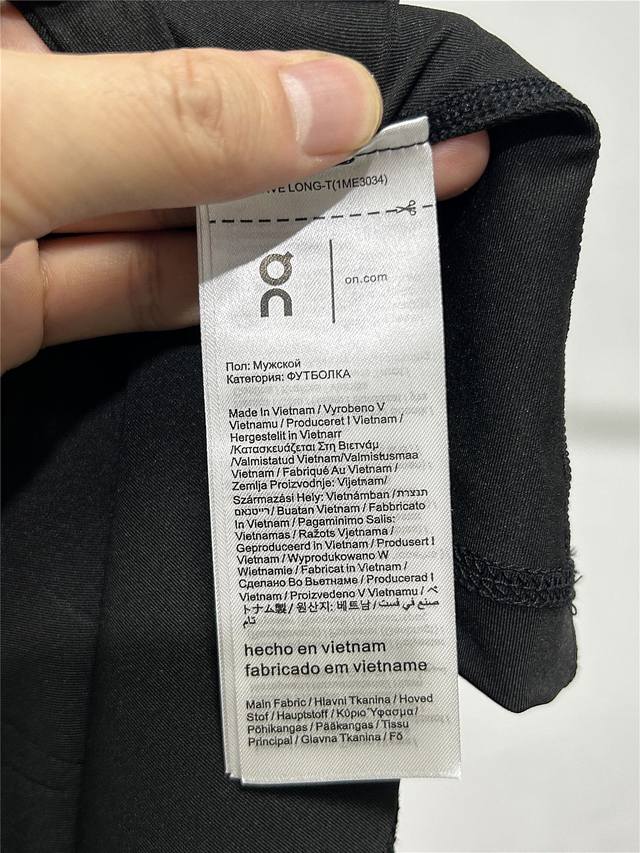 LONG-T(1ME3034)
on
on.com
Пол: Мужской
Категория: ФУТБОЛКА
Made In Vietnam / Vyrobeno V
Vietnamu / Produceret I Vietnam /
Hergestellt in Vietnarr
/Κατασκευάζεται Στη Βιετνάμ
/Valmistatud Vietnam/Valmistusmaa
Vietnam / Fabriqué Au Vietnam /
Zemlja Proizvodnje: Vijetnam/
Származási Hely: Vietnámban /
/ Buatan Vietnam / Fabbricato
In Vietnam / Pagaminimo Salis:
Vietnamas / Ražots Vjetnama /
Geproduceerd in Vietnam / Produsert I
Vietnam / Wyprodukowano W
Wietnamie / Fabricat in Vietnam /
Сделано Во Вьетнаме / Producerad I
Vietnam / Proizvedeno V Vietnamu / ベ
トナム製 / 원산지: 베트남 / صنع في فست
تام
hecho en vietnam
fabricado em vietname
Main Fabric / Hlavni Tkanina / Hoved
Stof / Hauptstoff / Κύριο Ύφασμα /
Põhikangas / Pääkangas / Tissu
Principal / Glavna Tkanina / Fő